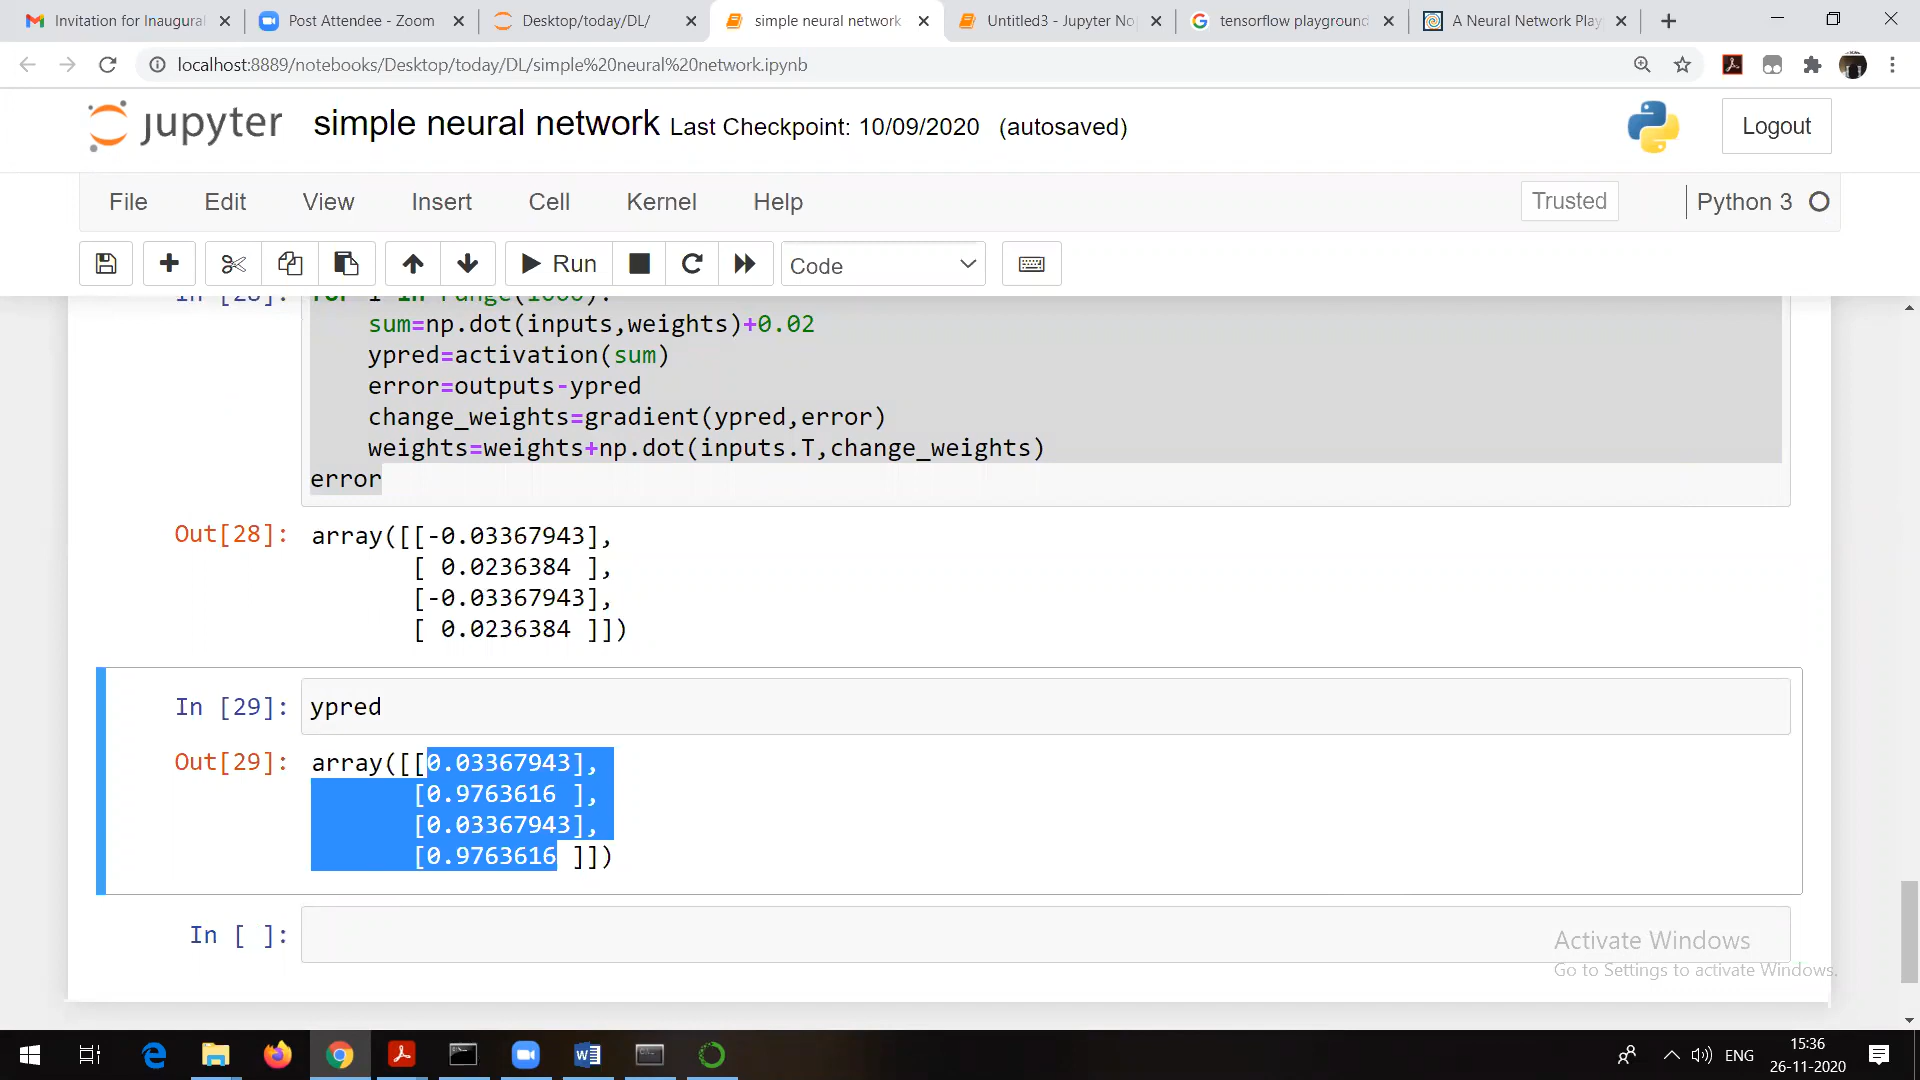 Invitation for Inaugural
Post Attendee - Zoom
Desktop/today/DL/
simple neural network
Untitled3 - Jupyter No
tensorflow playground
A Neural Network Play
localhost:8889/notebooks/Desktop/today/DL/simple%20neural%20network.ipynb
jupyter simple neural network Last Checkpoint: 10/09/2020 (autosaved)
Logout
File Edit View Insert Cell Kernel Help
Trusted
Python 3
Run
Code
In [28]: for i in range(1000):
sum=np.dot(inputs,weights)+0.02
ypred=activation(sum)
error=outputs-ypred
change_weights=gradient(ypred,error)
weights=weights+np.dot(inputs.T,change_weights)
error
Out[28]: array([[-0.03367943],
[ 0.0236384 ],
[-0.03367943],
[ 0.0236384 ]])
In [29]: ypred
Out[29]: array([[0.03367943],
[0.9763616 ],
[0.03367943],
[0.9763616 ]])
In [ ]:
Activate Windows
Go to Settings to activate Windows.
ENG
15:36
26-11-2020